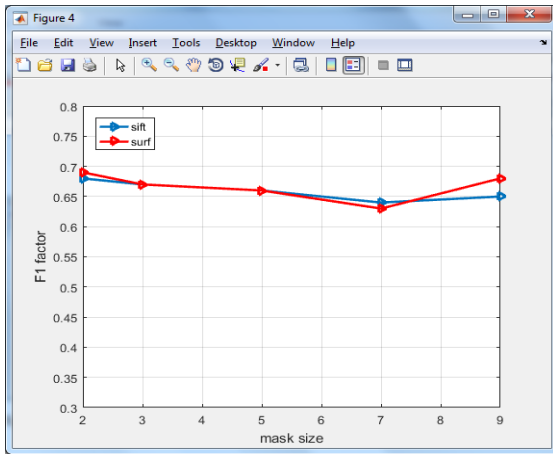 Figure 4
File Edit View Insert Tools Desktop Window Help
0.8
0.75
0.7
0.65
0.6
0.55
0.5
0.45
0.4
0.35
0.3
F1 factor
sift
surf
2 3 4 5 6 7 8 9
mask size